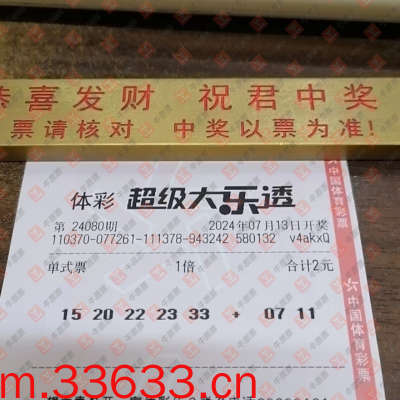 恭喜发财 祝君中奖
票请核对 中奖以票为准!
中国体育彩票
体彩 超级大乐透
第 24080期 2024年07月13日开奖
110370-077261-111378-943242 580132 v4akxQ
单式票 1倍 合计2元
15 20 22 23 33 + 07 11
中国体育彩票
m.33633.cn